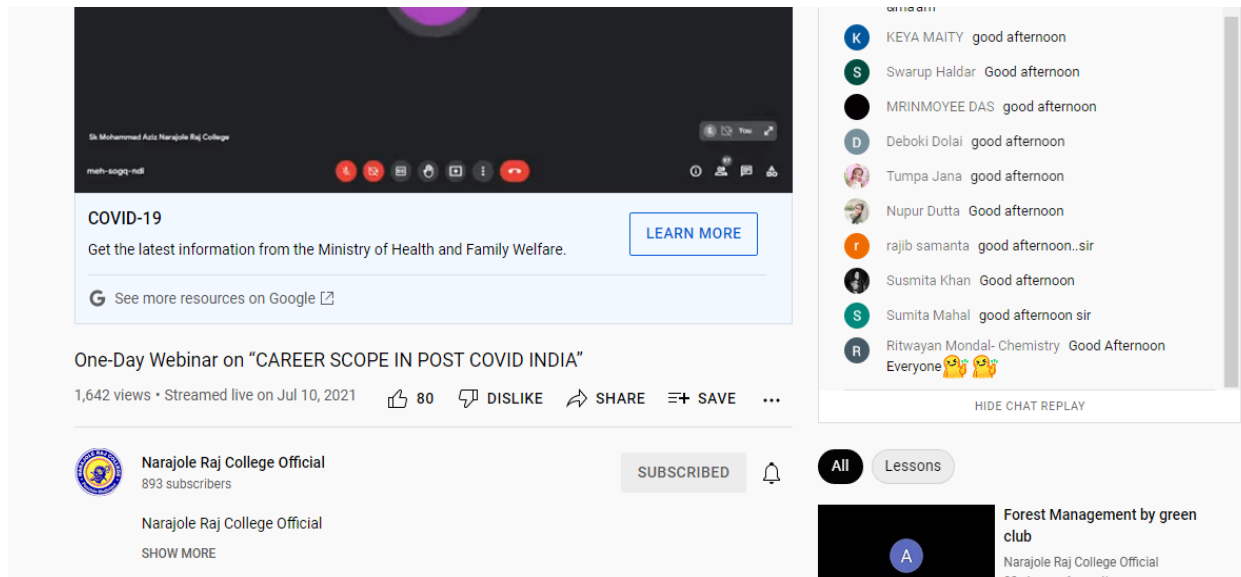 Sk Mohammad Aziz Narajole Raj College
You
meh-sogq-ndi
COVID-19
Get the latest information from the Ministry of Health and Family Welfare.
LEARN MORE
G See more resources on Google
One-Day Webinar on “CAREER SCOPE IN POST COVID INDIA”
1,642 views • Streamed live on Jul 10, 2021
80 DISLIKE SHARE SAVE
Narajole Raj College Official
893 subscribers
SUBSCRIBED
Narajole Raj College Official
SHOW MORE
&ma'am
K KEYA MAITY good afternoon
S Swarup Haldar Good afternoon
MRINMOYEE DAS good afternoon
D Deboki Dolai good afternoon
Tumpa Jana good afternoon
Nupur Dutta Good afternoon
r rajib samanta good afternoon..sir
Susmita Khan Good afternoon
S Sumita Mahal good afternoon sir
R Ritwayan Mondal- Chemistry Good Afternoon
Everyone
HIDE CHAT REPLAY
All Lessons
A
Forest Management by green
club
Narajole Raj College Official